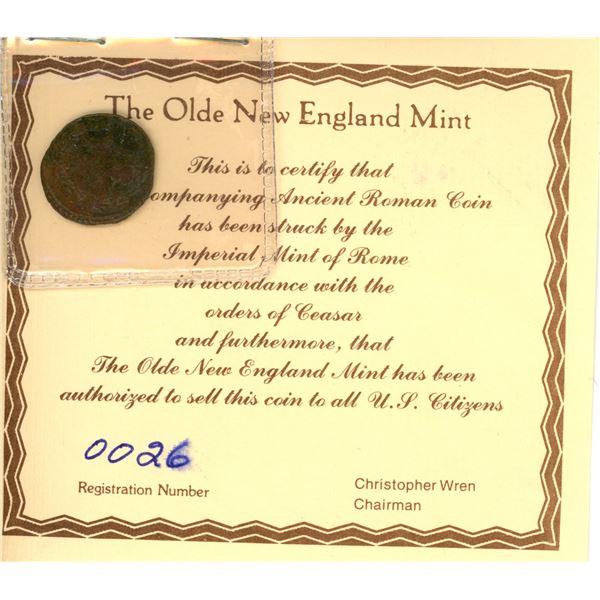 The Olde New England Mint
This is to certify that
ompanying Ancient Roman Coin
has been struck by the
Imperial Mint of Rome
in accordance with the
orders of Ceasar
and furthermore, that
The Olde New England Mint has been
authorized to sell this coin to all U.S. Citizens
0026
Registration Number
Christopher Wren
Chairman